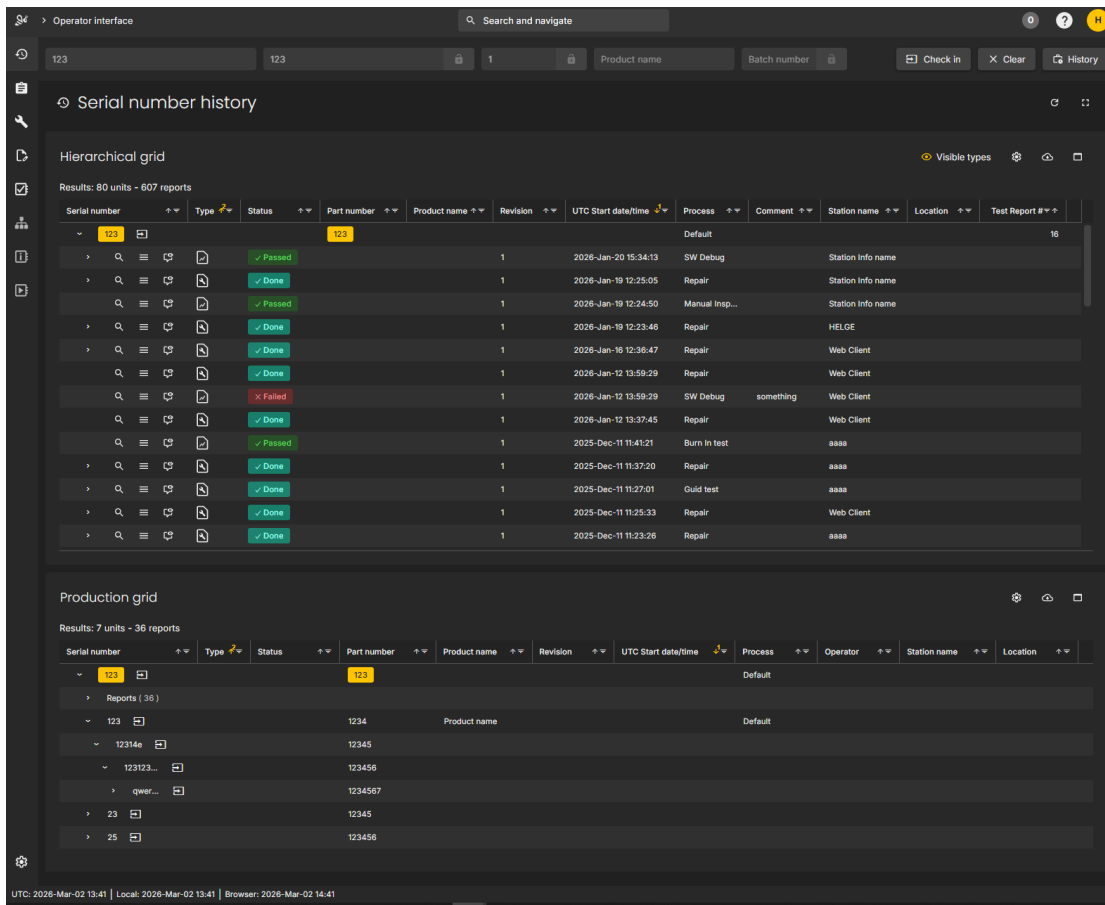 Operator interface
Search and navigate
0
?
H
123
123
1
Product name
Batch number
Check in
Clear
History
Serial number history
Hierarchical grid
Visible types
Results: 80 units - 607 reports
Serial number Type 2 Status Part number Product name Revision UTC Start date/time 1 Process Comment Station name Location Test Report #
123 123 Default 16
Passed 1 2026-Jan-20 15:34:13 SW Debug Station Info name
Done 1 2026-Jan-19 12:25:05 Repair Station Info name
Passed 1 2026-Jan-19 12:24:50 Manual Insp... Station Info name
Done 1 2026-Jan-19 12:23:46 Repair HELGE
Done 1 2026-Jan-16 12:36:47 Repair Web Client
Done 1 2026-Jan-12 13:59:29 Repair Web Client
Failed 1 2026-Jan-12 13:59:29 SW Debug something Web Client
Done 1 2026-Jan-12 13:37:45 Repair Web Client
Passed 1 2025-Dec-11 11:41:21 Burn In test aaaa
Done 1 2025-Dec-11 11:37:20 Repair aaaa
Done 1 2025-Dec-11 11:27:01 Guid test aaaa
Done 1 2025-Dec-11 11:25:33 Repair Web Client
Done 1 2025-Dec-11 11:23:26 Repair aaaa
Production grid
Results: 7 units - 36 reports
Serial number Type 2 Status Part number Product name Revision UTC Start date/time 1 Process Operator Station name Location
123 123 Default
Reports ( 36 )
123 1234 Product name Default
12314e 12345
123123... 123456
qwer... 1234567
23 12345
25 123456
UTC: 2026-Mar-02 13:41 | Local: 2026-Mar-02 13:41 | Browser: 2026-Mar-02 14:41